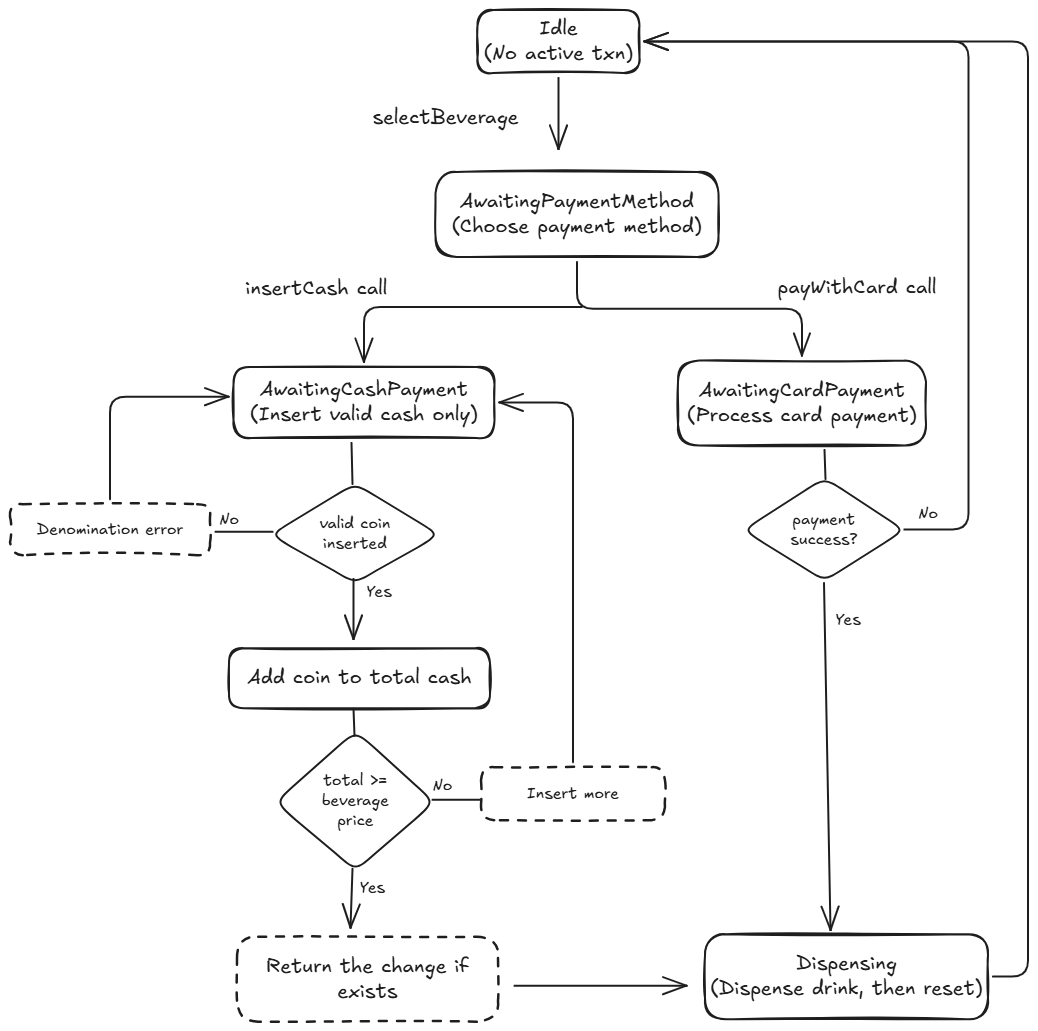 Idle
(No active txn)
selectBeverage
AwaitingPaymentMethod
(Choose payment method)
insertCash call
payWithCard call
AwaitingCashPayment
(Insert valid cash only)
AwaitingCardPayment
(Process card payment)
Denomination error
No
valid coin
inserted
payment
success?
No
Yes
Yes
Add coin to total cash
total >=
beverage
price
No
Insert more
Yes
Return the change if
exists
Dispensing
(Dispense drink, then reset)